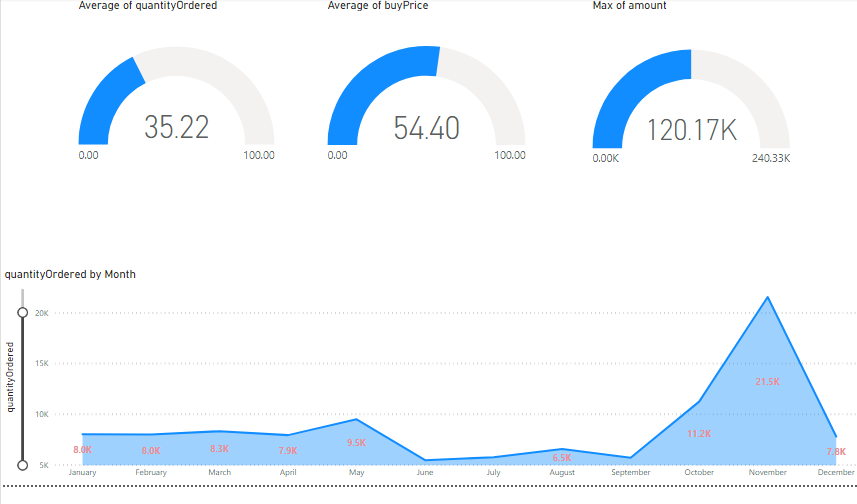 Average of quantityOrdered
Average of buyPrice
Max of amount
35.22
0.00
100.00
54.40
0.00
100.00
120.17K
0.00K
240.33K
quantityOrdered by Month
quantityOrdered
20K
15K
10K
5K
8.0K
8.0K
8.3K
7.9K
9.5K
6.5K
11.2K
21.5K
7.8K
January
February
March
April
May
June
July
August
September
October
November
December